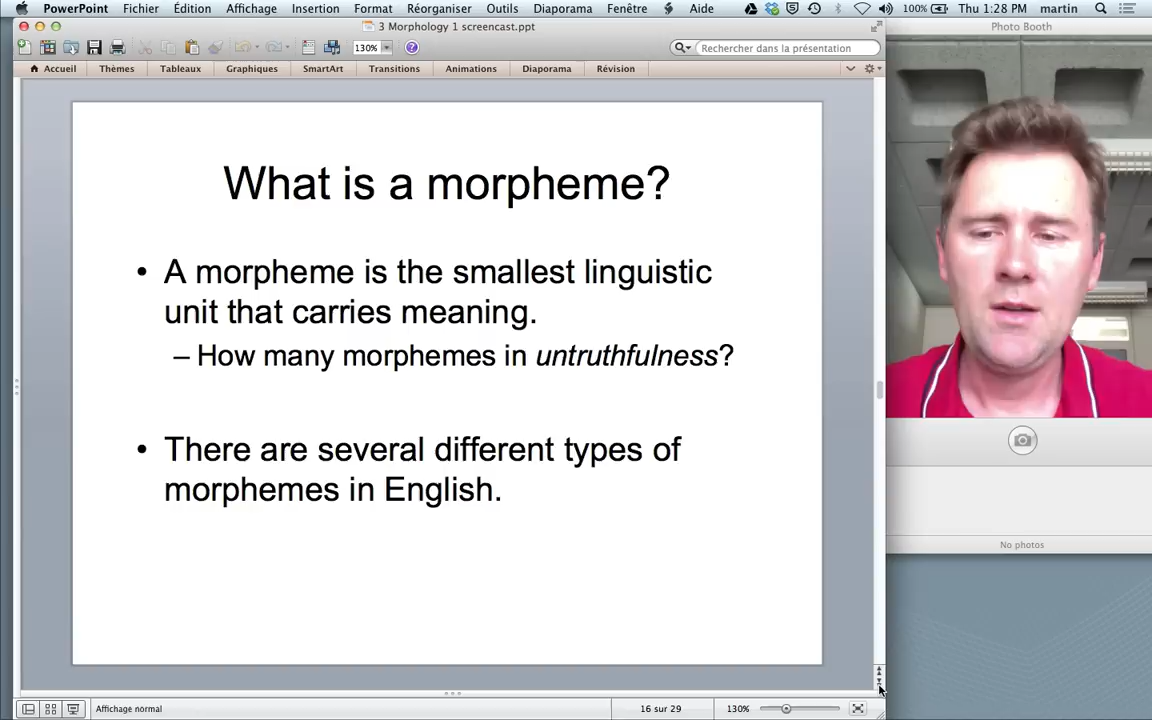 PowerPoint Fichier Édition Affichage Insertion Format Réorganiser Outils Diaporama Fenêtre Aide 100% Thu 1:28 PM martin
3 Morphology 1 screencast.ppt
Photo Booth
130% Rechercher dans la présentation
Accueil Thèmes Tableaux Graphiques SmartArt Transitions Animations Diaporama Révision
What is a morpheme?
• A morpheme is the smallest linguistic
unit that carries meaning.
– How many morphemes in untruthfulness?
• There are several different types of
morphemes in English.
No photos
Affichage normal 16 sur 29 130%